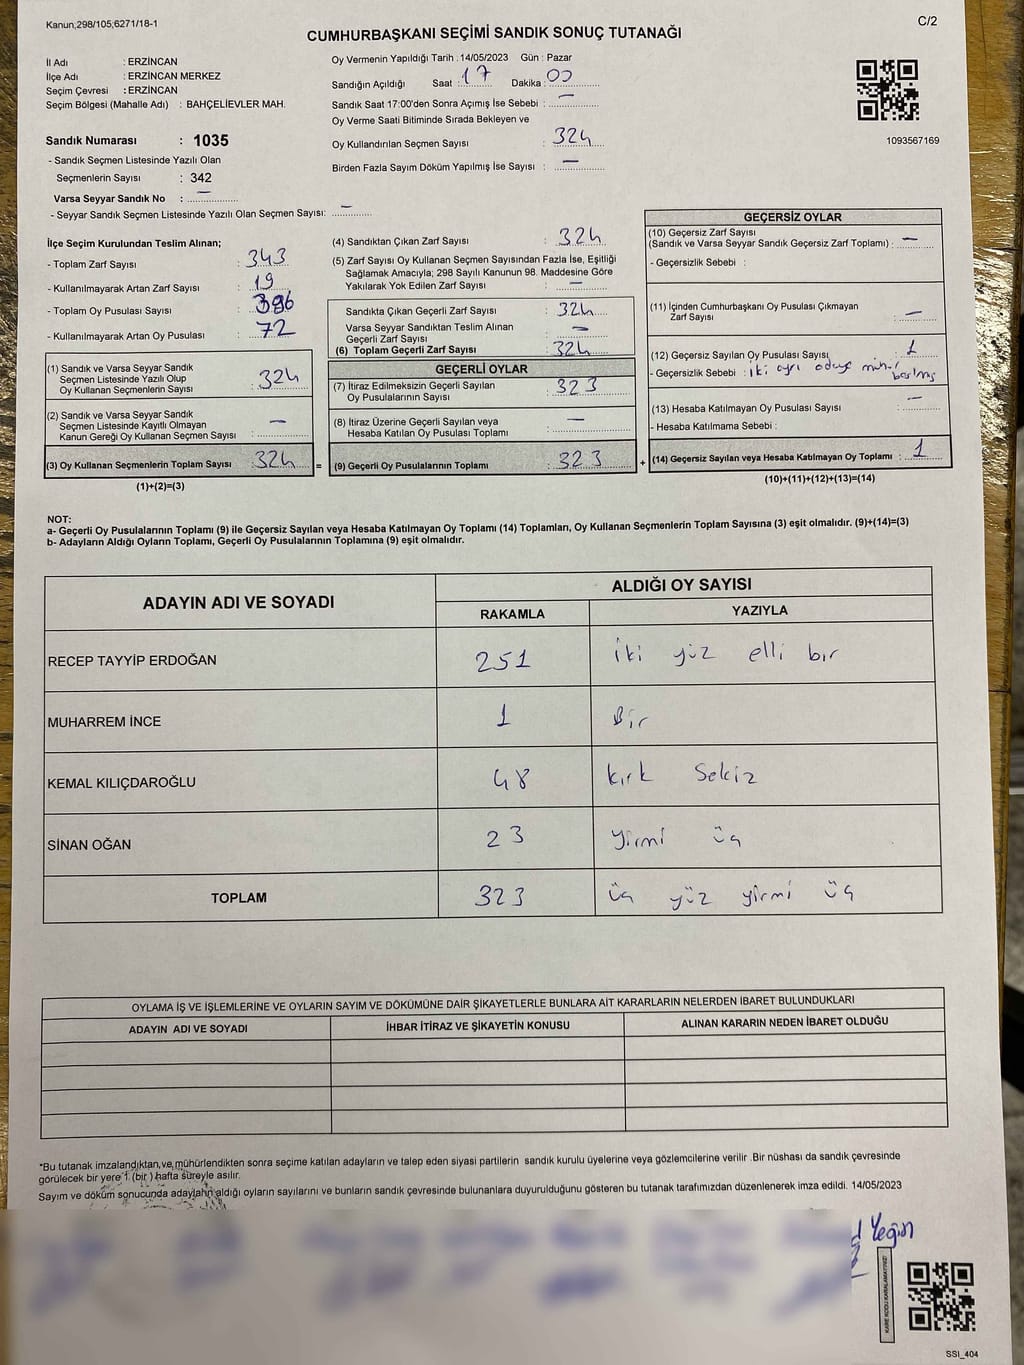 Kanun;298/105;6271/18-1
C/2
CUMHURBAŞKANI SEÇİMİ SANDIK SONUÇ TUTANAĞI
İl Adı : ERZİNCAN
İlçe Adı : ERZİNCAN MERKEZ
Seçim Çevresi : ERZİNCAN
Seçim Bölgesi (Mahalle Adı) : BAHÇELİEVLER MAH.
Sandık Numarası : 1035
- Sandık Seçmen Listesinde Yazılı Olan
Seçmenlerin Sayısı : 342
Varsa Seyyar Sandık No : —
- Seyyar Sandık Seçmen Listesinde Yazılı Olan Seçmen Sayısı: —
Oy Vermenin Yapıldığı Tarih : 14/05/2023 Gün : Pazar
Sandığın Açıldığı Saat : 17 Dakika : 00
Sandık Saat 17:00'den Sonra Açımış İse Sebebi : —
Oy Verme Saati Bitiminde Sırada Bekleyen ve
Oy Kullandırılan Seçmen Sayısı : 324
Birden Fazla Sayım Döküm Yapılmış İse Sayısı : —
1093567169
İlçe Seçim Kurulundan Teslim Alınan;
- Toplam Zarf Sayısı : 343
- Kullanılmayarak Artan Zarf Sayısı : 19
- Toplam Oy Pusulası Sayısı : 396
- Kullanılmayarak Artan Oy Pusulası : 72
(1) Sandık ve Varsa Seyyar Sandık
Seçmen Listesinde Yazılı Olup
Oy Kullanan Seçmenlerin Sayısı : 324
(2) Sandık ve Varsa Seyyar Sandık
Seçmen Listesinde Kayıtlı Olmayan
Kanun Gereği Oy Kullanan Seçmen Sayısı : —
(3) Oy Kullanan Seçmenlerin Toplam Sayısı : 324 =
(1)+(2)=(3)
(4) Sandıktan Çıkan Zarf Sayısı : 324
(5) Zarf Sayısı Oy Kullanan Seçmen Sayısından Fazla İse, Eşitliği
Sağlamak Amacıyla; 298 Sayılı Kanunun 98. Maddesine Göre
Yakılarak Yok Edilen Zarf Sayısı : —
Sandıkta Çıkan Geçerli Zarf Sayısı : 324
Varsa Seyyar Sandıktan Teslim Alınan
Geçerli Zarf Sayısı : —
(6) Toplam Geçerli Zarf Sayısı : 324
GEÇERLİ OYLAR
(7) İtiraz Edilmeksizin Geçerli Sayılan
Oy Pusulalarının Sayısı : 323
(8) İtiraz Üzerine Geçerli Sayılan veya
Hesaba Katılan Oy Pusulası Toplamı : —
(9) Geçerli Oy Pusulalarının Toplamı : 323 +
GEÇERSİZ OYLAR
(10) Geçersiz Zarf Sayısı
(Sandık ve Varsa Seyyar Sandık Geçersiz Zarf Toplamı) : —
- Geçersizlik Sebebi :
(11) İçinden Cumhurbaşkanı Oy Pusulası Çıkmayan
Zarf Sayısı : —
(12) Geçersiz Sayılan Oy Pusulası Sayısı : 1
- Geçersizlik Sebebi : iki ayrı adaya
(13) Hesaba Katılmayan Oy Pusulası Sayısı : —
- Hesaba Katılmama Sebebi :
(14) Geçersiz Sayılan veya Hesaba Katılmayan Oy Toplamı : 1
(10)+(11)+(12)+(13)=(14)
NOT:
a- Geçerli Oy Pusulalarının Toplamı (9) ile Geçersiz Sayılan veya Hesaba Katılmayan Oy Toplamı (14) Toplamları, Oy Kullanan Seçmenlerin Toplam Sayısına (3) eşit olmalıdır. (9)+(14)=(3)
b- Adayların Aldığı Oyların Toplamı, Geçerli Oy Pusulalarının Toplamına (9) eşit olmalıdır.
ADAYIN ADI VE SOYADI
ALDIĞI OY SAYISI
RAKAMLA YAZIYLA
RECEP TAYYİP ERDOĞAN 251 iki yüz elli bir
MUHARREM İNCE 1 Bir
KEMAL KILIÇDAROĞLU 48 kırk Sekiz
SİNAN OĞAN 23 Yirmi üç
TOPLAM 323 üç yüz yirmi üç
OYLAMA İŞ VE İŞLEMLERİNE VE OYLARIN SAYIM VE DÖKÜMÜNE DAİR ŞİKAYETLERLE BUNLARA AİT KARARLARIN NELERDEN İBARET BULUNDUKLARI
ADAYIN ADI VE SOYADI İHBAR İTİRAZ VE ŞİKAYETİN KONUSU ALINAN KARARIN NEDEN İBARET OLDUĞU
*Bu tutanak imzalandıktan,ve mühürlendikten sonra seçime katılan adayların ve talep eden siyasi partilerin sandık kurulu üyelerine veya gözlemcilerine verilir .Bir nüshası da sandık çevresinde
görülecek bir yere 1 (bir ) hafta süreyle asılır.
Sayım ve döküm sonucunda adayların aldığı oyların sayılarını ve bunların sandık çevresinde bulunanlara duyurulduğunu gösteren bu tutanak tarafımızdan düzenlenerek imza edildi. 14/05/2023
Yeğin
KARE KODU KARALAMAYINIZ!
SSI_404